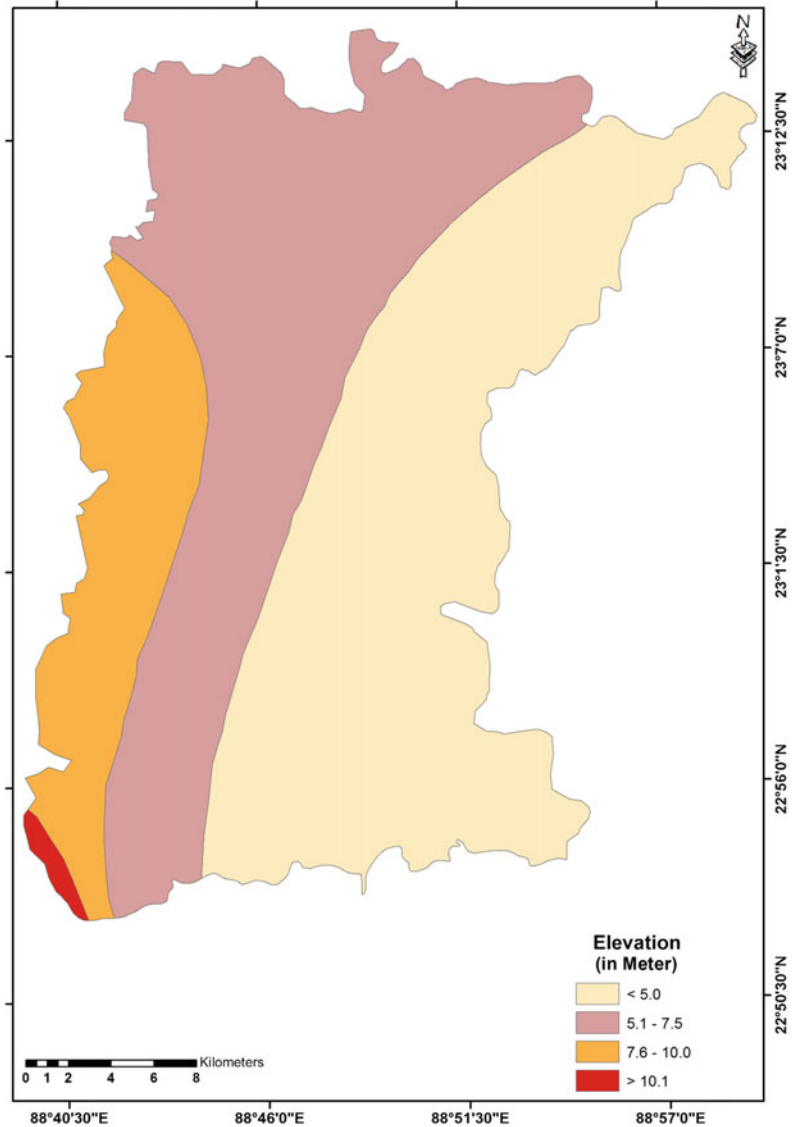 N
23°12'30"N
23°7'0"N
23°1'30"N
22°56'0"N
22°50'30"N
Elevation
(in Meter)
< 5.0
5.1 - 7.5
7.6 - 10.0
> 10.1
Kilometers
0 1 2 4 6 8
88°40'30"E 88°46'0"E 88°51'30"E 88°57'0"E